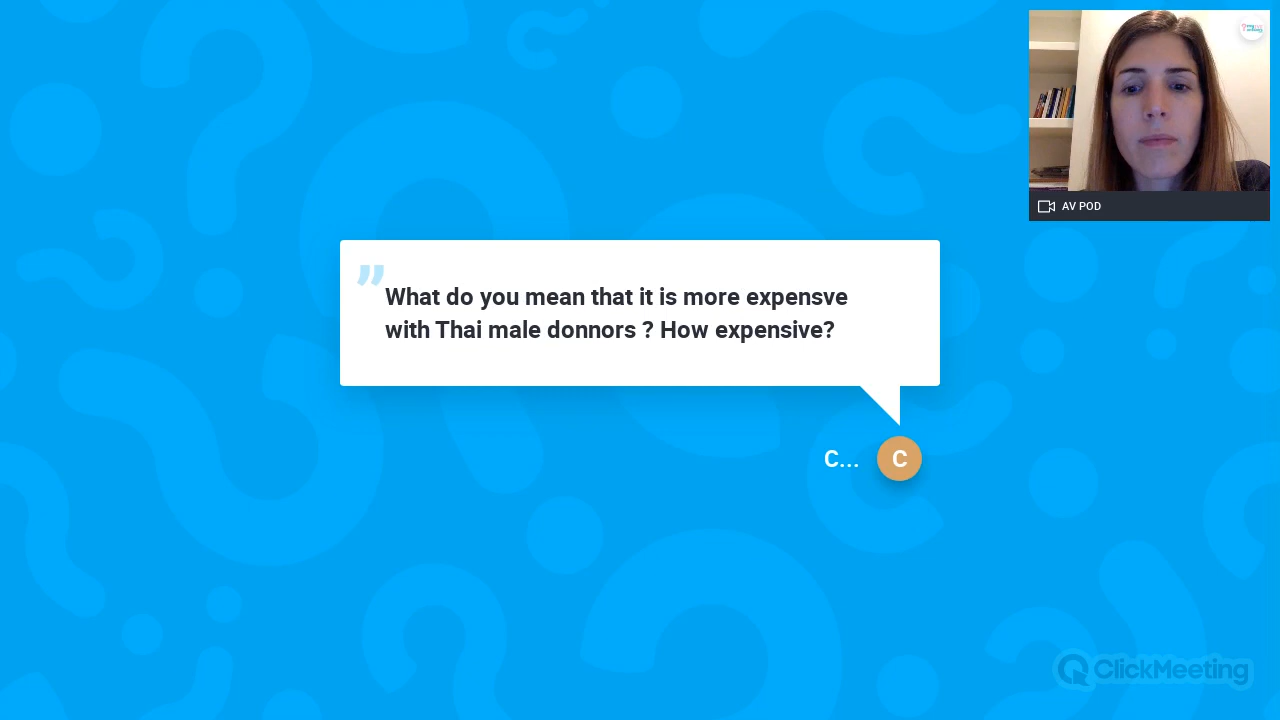 AV POD
What do you mean that it is more expensve
with Thai male donnors ? How expensive?
C...
C
ClickMeeting